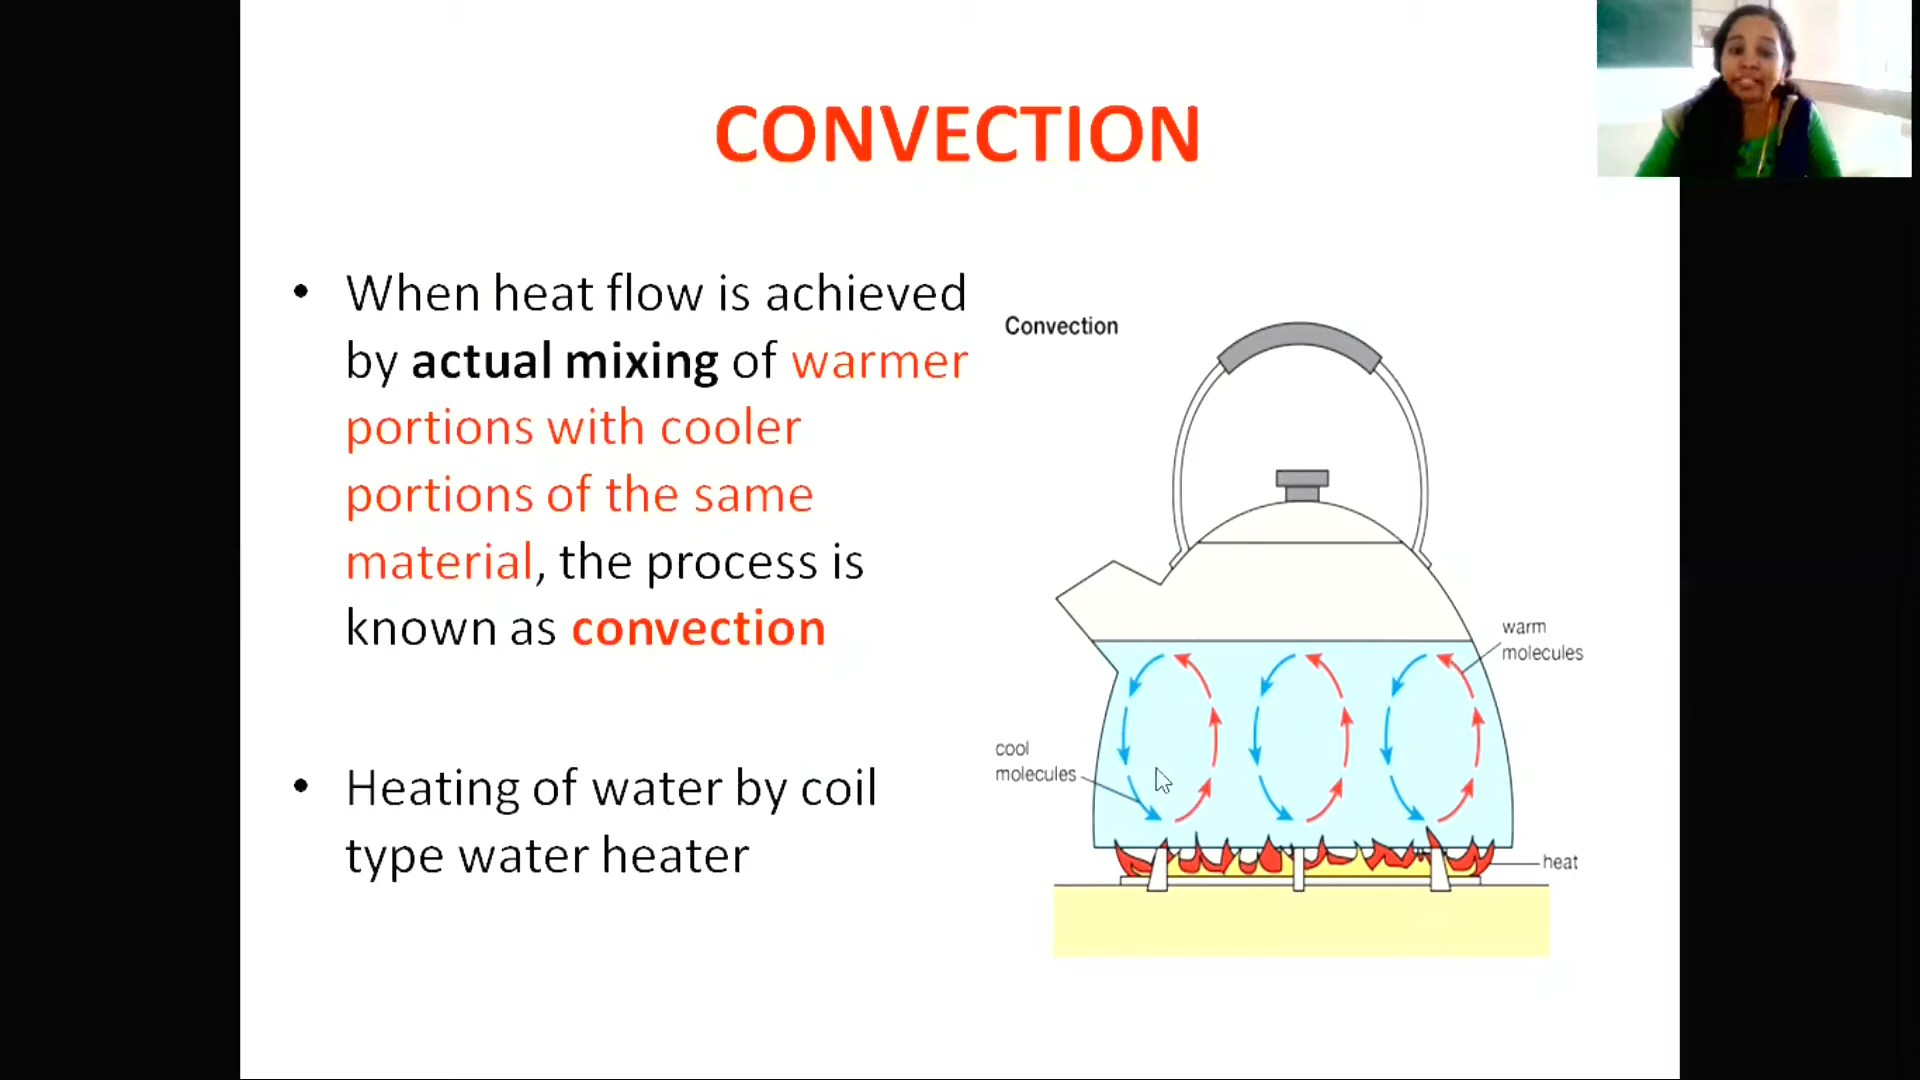 CONVECTION
• When heat flow is achieved
by actual mixing of warmer
portions with cooler
portions of the same
material, the process is
known as convection
• Heating of water by coil
type water heater
Convection
warm
molecules
cool
molecules
heat